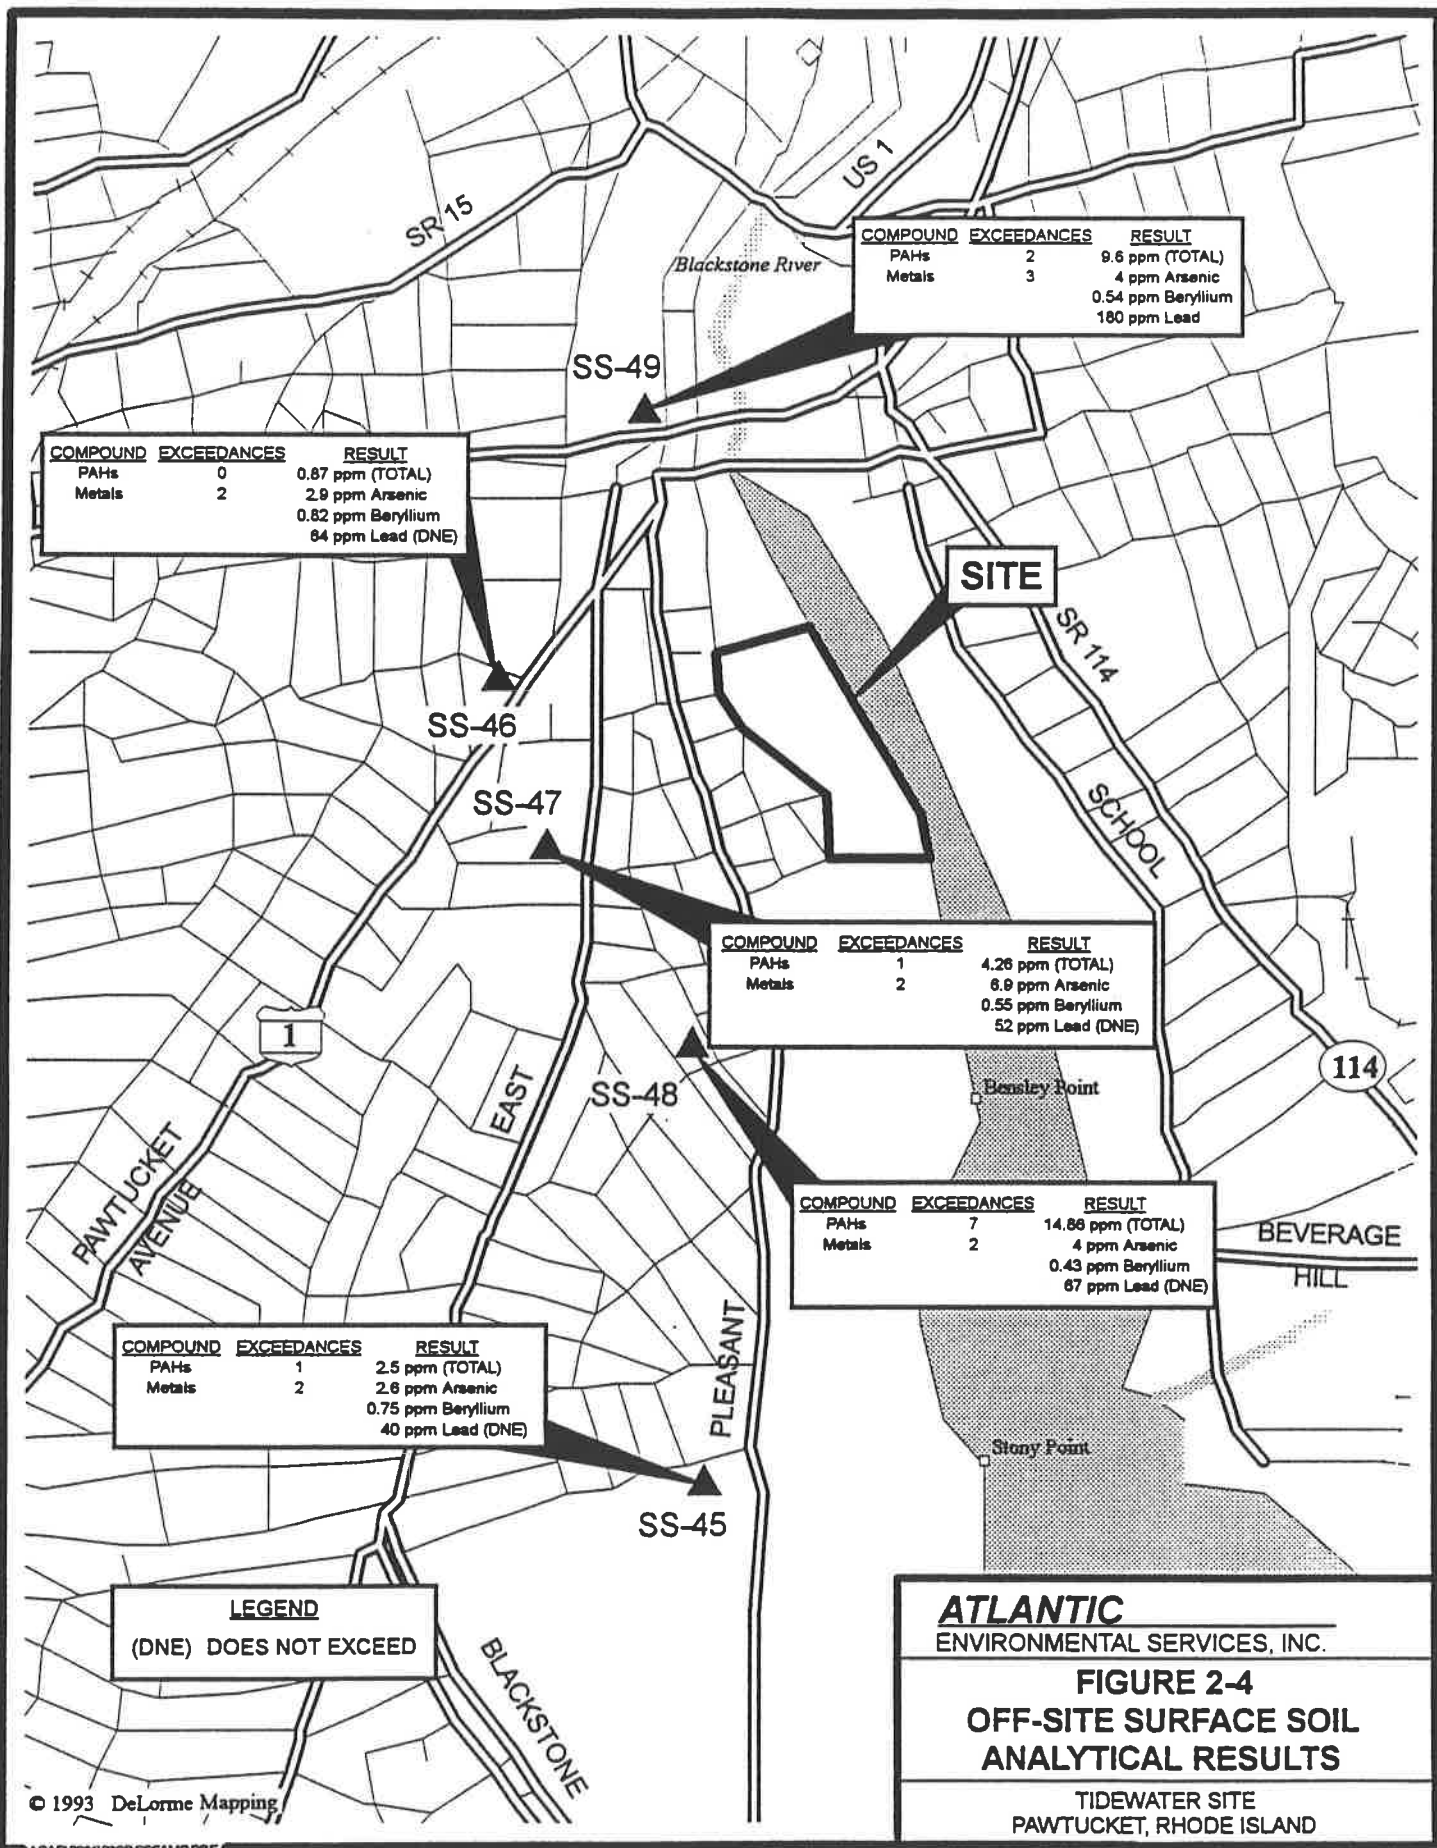 US 1
SR 15
Blackstone River
COMPOUND EXCEEDANCES RESULT
PAHs 2 9.6 ppm (TOTAL)
Metals 3 4 ppm Arsenic
0.54 ppm Beryllium
180 ppm Lead
SS-49
COMPOUND EXCEEDANCES RESULT
PAHs 0 0.87 ppm (TOTAL)
Metals 2 2.9 ppm Arsenic
0.82 ppm Beryllium
64 ppm Lead (DNE)
SITE
SR 114
SS-46
SS-47
SCHOOL
COMPOUND EXCEEDANCES RESULT
PAHs 1 4.26 ppm (TOTAL)
Metals 2 6.9 ppm Arsenic
0.55 ppm Beryllium
52 ppm Lead (DNE)
1
114
EAST
SS-48
Bensley Point
PAWTUCKET
AVENUE
COMPOUND EXCEEDANCES RESULT
PAHs 7 14.86 ppm (TOTAL)
Metals 2 4 ppm Arsenic
0.43 ppm Beryllium
67 ppm Lead (DNE)
BEVERAGE
HILL
COMPOUND EXCEEDANCES RESULT
PAHs 1 2.5 ppm (TOTAL)
Metals 2 2.6 ppm Arsenic
0.75 ppm Beryllium
40 ppm Lead (DNE)
PLEASANT
Stony Point
SS-45
LEGEND
(DNE) DOES NOT EXCEED
BLACKSTONE
ATLANTIC
ENVIRONMENTAL SERVICES, INC.
FIGURE 2-4
OFF-SITE SURFACE SOIL
ANALYTICAL RESULTS
TIDEWATER SITE
PAWTUCKET, RHODE ISLAND
© 1993 DeLorme Mapping